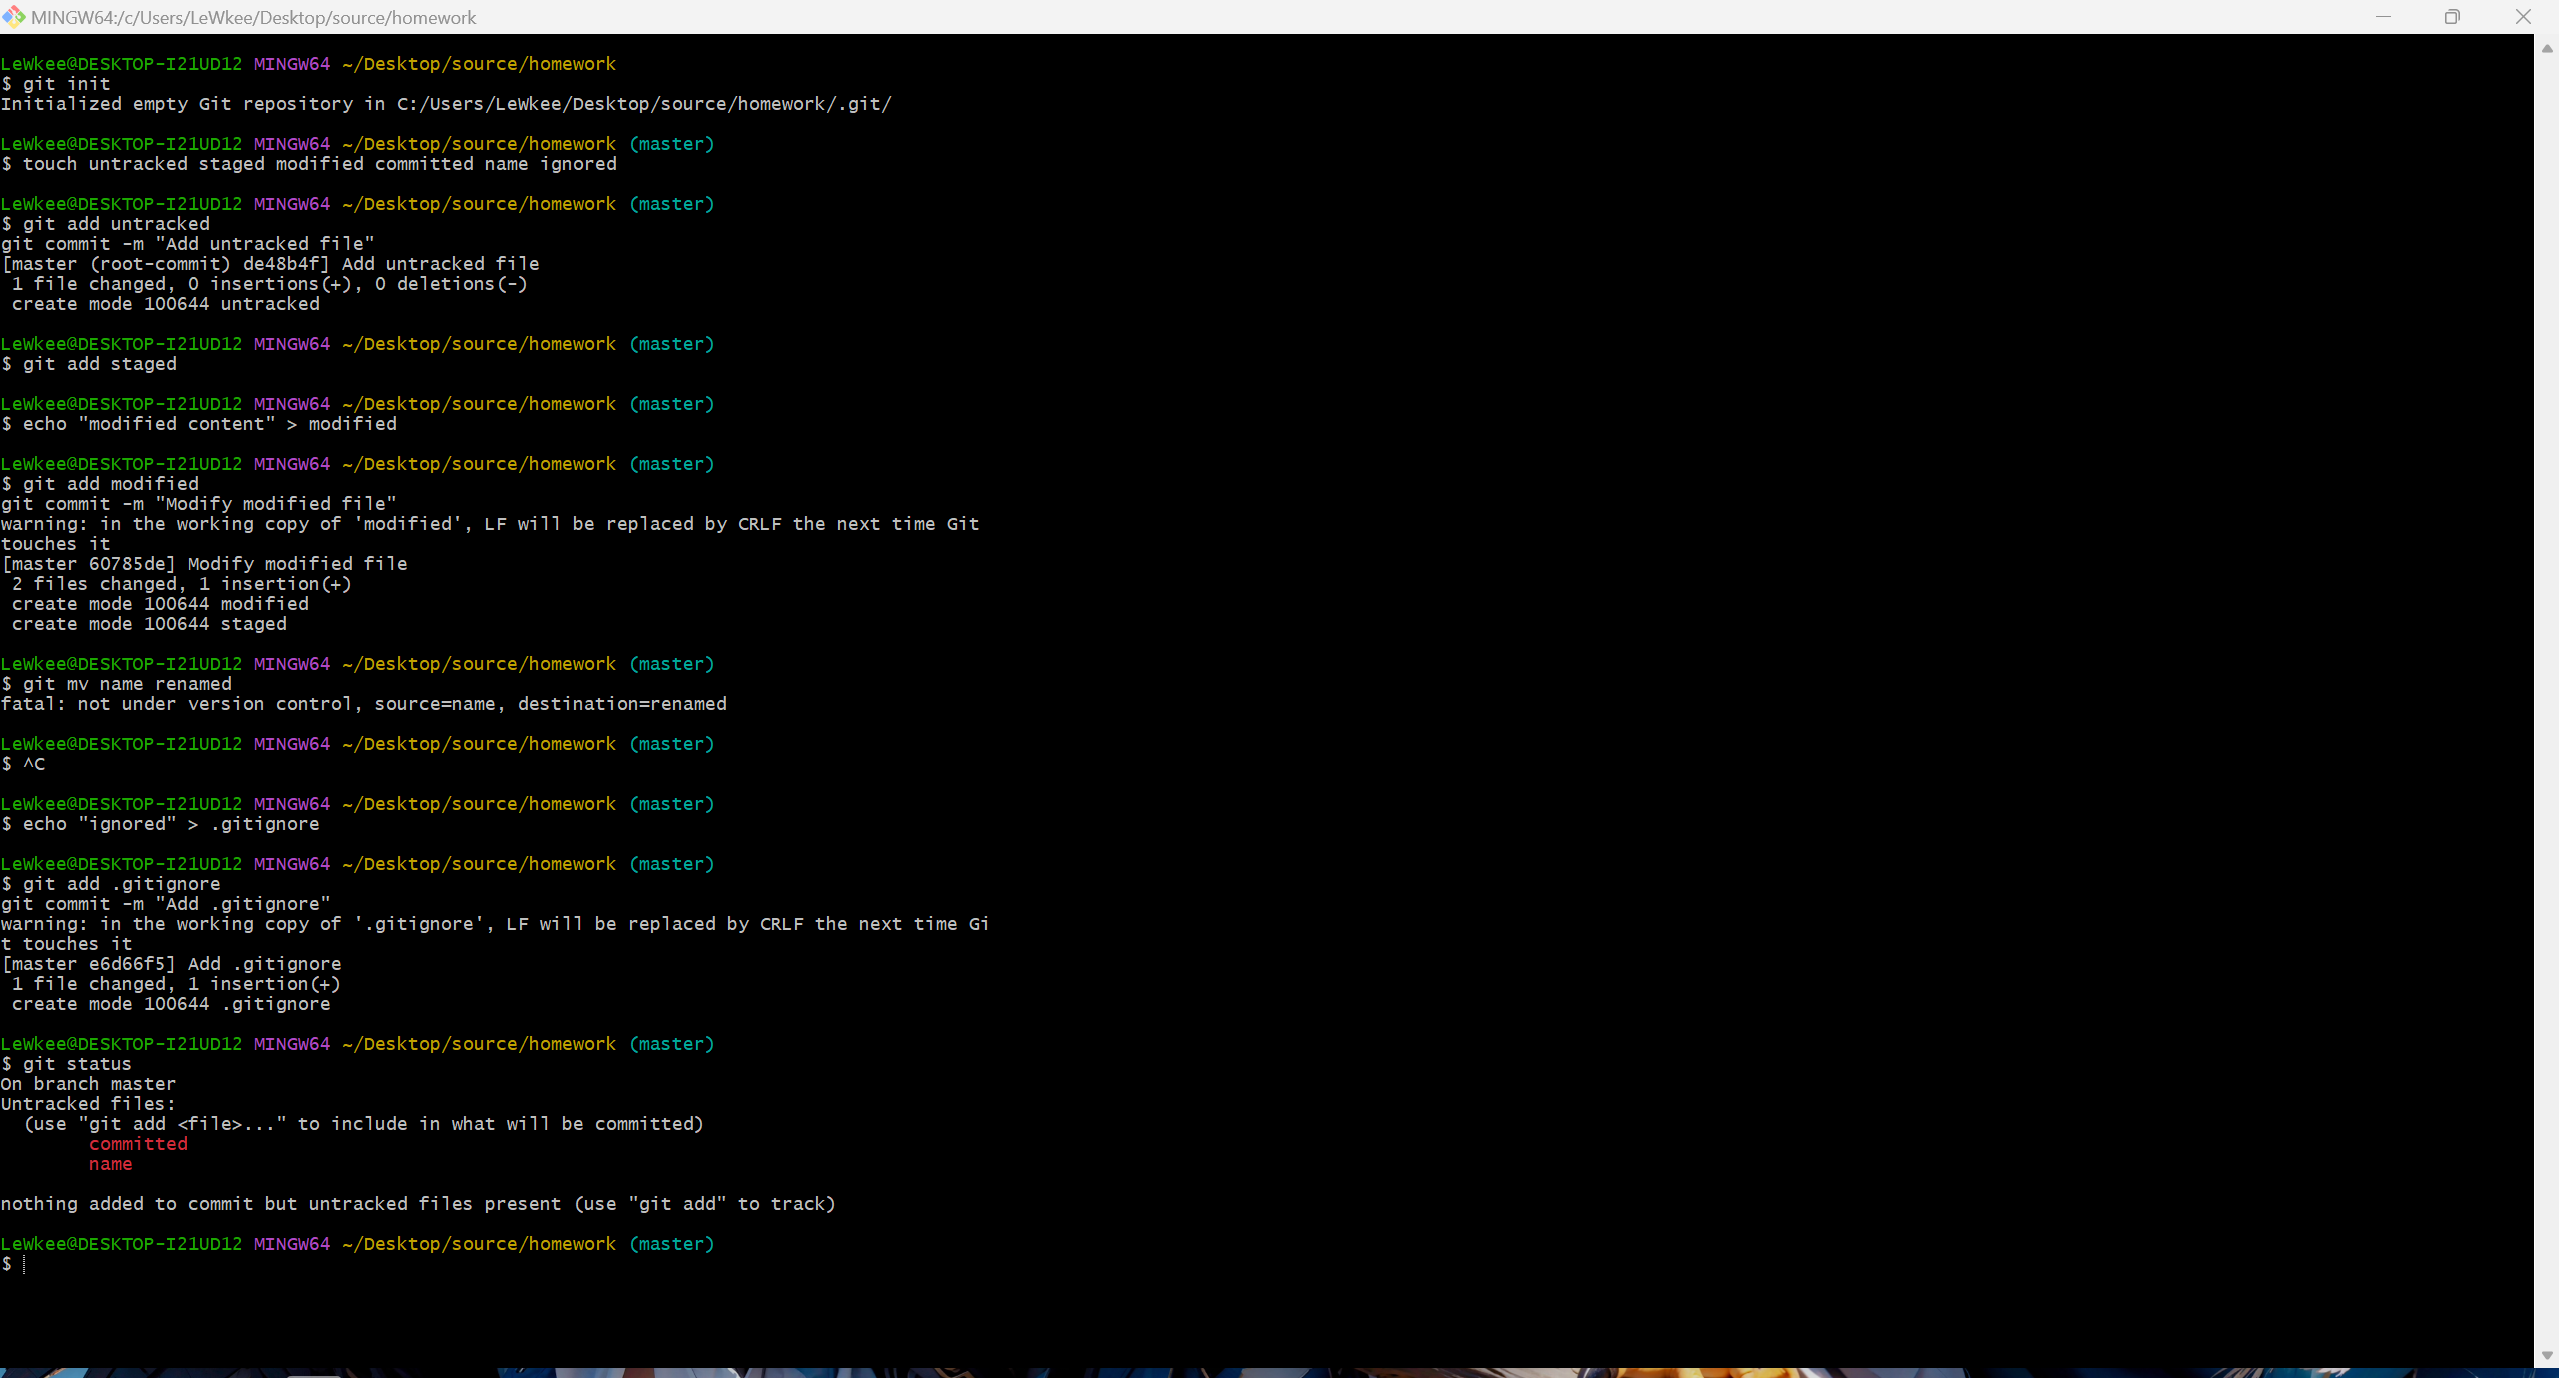 MINGW64:/c/Users/LeWkee/Desktop/source/homework
LeWkee@DESKTOP-I21UD12 MINGW64 ~/Desktop/source/homework
$ git init
Initialized empty Git repository in C:/Users/LeWkee/Desktop/source/homework/.git/
LeWkee@DESKTOP-I21UD12 MINGW64 ~/Desktop/source/homework (master)
$ touch untracked staged modified committed name ignored
LeWkee@DESKTOP-I21UD12 MINGW64 ~/Desktop/source/homework (master)
$ git add untracked
git commit -m "Add untracked file"
[master (root-commit) de48b4f] Add untracked file
 1 file changed, 0 insertions(+), 0 deletions(-)
 create mode 100644 untracked
LeWkee@DESKTOP-I21UD12 MINGW64 ~/Desktop/source/homework (master)
$ git add staged
LeWkee@DESKTOP-I21UD12 MINGW64 ~/Desktop/source/homework (master)
$ echo "modified content" > modified
LeWkee@DESKTOP-I21UD12 MINGW64 ~/Desktop/source/homework (master)
$ git add modified
git commit -m "Modify modified file"
warning: in the working copy of 'modified', LF will be replaced by CRLF the next time Git
touches it
[master 60785de] Modify modified file
 2 files changed, 1 insertion(+)
 create mode 100644 modified
 create mode 100644 staged
LeWkee@DESKTOP-I21UD12 MINGW64 ~/Desktop/source/homework (master)
$ git mv name renamed
fatal: not under version control, source=name, destination=renamed
LeWkee@DESKTOP-I21UD12 MINGW64 ~/Desktop/source/homework (master)
$ ^C
LeWkee@DESKTOP-I21UD12 MINGW64 ~/Desktop/source/homework (master)
$ echo "ignored" > .gitignore
LeWkee@DESKTOP-I21UD12 MINGW64 ~/Desktop/source/homework (master)
$ git add .gitignore
git commit -m "Add .gitignore"
warning: in the working copy of '.gitignore', LF will be replaced by CRLF the next time Gi
t touches it
[master e6d66f5] Add .gitignore
 1 file changed, 1 insertion(+)
 create mode 100644 .gitignore
LeWkee@DESKTOP-I21UD12 MINGW64 ~/Desktop/source/homework (master)
$ git status
On branch master
Untracked files:
  (use "git add <file>..." to include in what will be committed)
        committed
        name
nothing added to commit but untracked files present (use "git add" to track)
LeWkee@DESKTOP-I21UD12 MINGW64 ~/Desktop/source/homework (master)
$